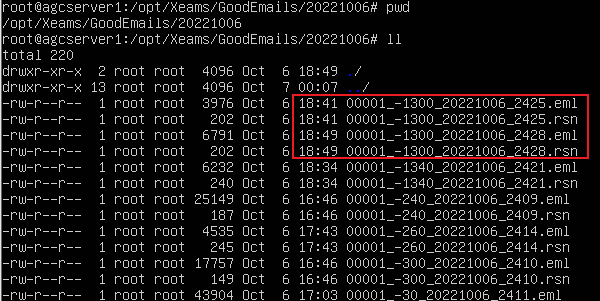 root@agcserver1:/opt/Xeams/GoodEmails/20221006# pwd
/opt/Xeams/GoodEmails/20221006
root@agcserver1:/opt/Xeams/GoodEmails/20221006# ll
total 220
drwxr-xr-x  2 root root  4096 Oct  6 18:49 ./
drwxr-xr-x 13 root root  4096 Oct  7 00:07 ../
-rw-r--r--  1 root root  3976 Oct  6 18:41 00001_-1300_20221006_2425.eml
-rw-r--r--  1 root root   202 Oct  6 18:41 00001_-1300_20221006_2425.rsn
-rw-r--r--  1 root root  6791 Oct  6 18:49 00001_-1300_20221006_2428.eml
-rw-r--r--  1 root root   202 Oct  6 18:49 00001_-1300_20221006_2428.rsn
-rw-r--r--  1 root root  6232 Oct  6 18:34 00001_-1340_20221006_2421.eml
-rw-r--r--  1 root root   240 Oct  6 18:34 00001_-1340_20221006_2421.rsn
-rw-r--r--  1 root root 25149 Oct  6 16:46 00001_-240_20221006_2409.eml
-rw-r--r--  1 root root   187 Oct  6 16:46 00001_-240_20221006_2409.rsn
-rw-r--r--  1 root root  4535 Oct  6 17:43 00001_-260_20221006_2414.eml
-rw-r--r--  1 root root   245 Oct  6 17:43 00001_-260_20221006_2414.rsn
-rw-r--r--  1 root root 17757 Oct  6 16:46 00001_-300_20221006_2410.eml
-rw-r--r--  1 root root   149 Oct  6 16:46 00001_-300_20221006_2410.rsn
-rw-r--r--  1 root root 43904 Oct  6 17:03 00001_-30_20221006_2411.eml